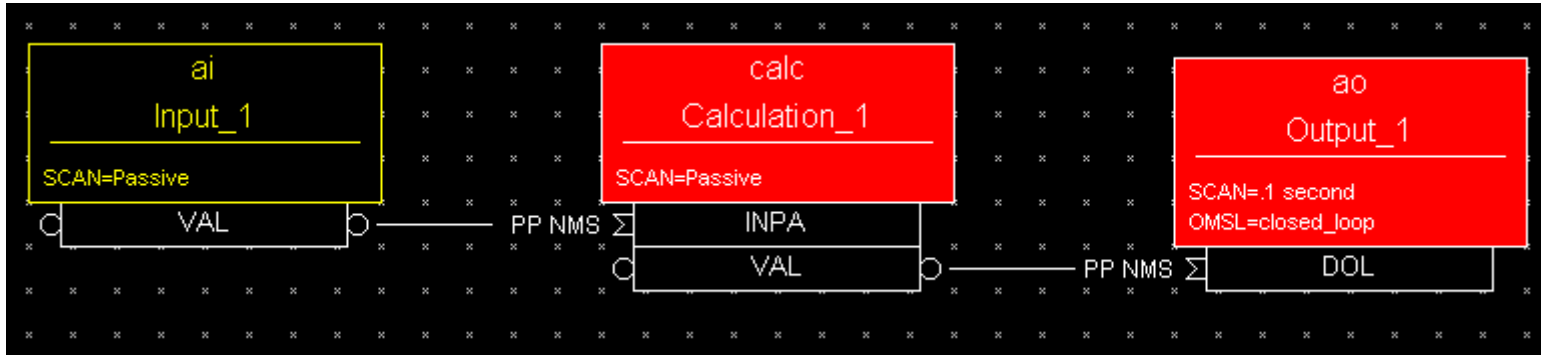 ai
Input_1
SCAN=Passive
VAL
PP NMS
calc
Calculation_1
SCAN=Passive
INPA
VAL
PP NMS
ao
Output_1
SCAN=.1 second
OMSL=closed_loop
DOL